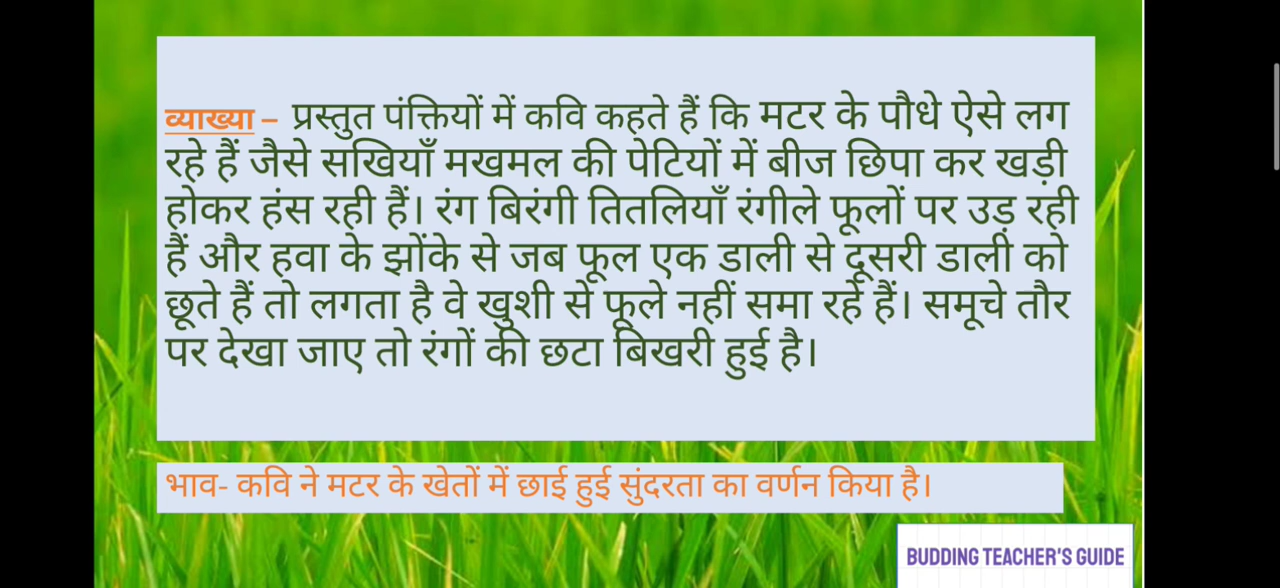 व्याख्या – प्रस्तुत पंक्तियों में कवि कहते हैं कि मटर के पौधे ऐसे लग
रहे हैं जैसे सखियाँ मखमल की पेटियों में बीज छिपा कर खड़ी
होकर हंस रही हैं। रंग बिरंगी तितलियाँ रंगीले फूलों पर उड़ रही
हैं और हवा के झोंके से जब फूल एक डाली से दूसरी डाली को
छूते हैं तो लगता है वे खुशी से फूले नहीं समा रहे हैं। समूचे तौर
पर देखा जाए तो रंगों की छटा बिखरी हुई है।
भाव- कवि ने मटर के खेतों में छाई हुई सुंदरता का वर्णन किया है।
BUDDING TEACHER'S GUIDE